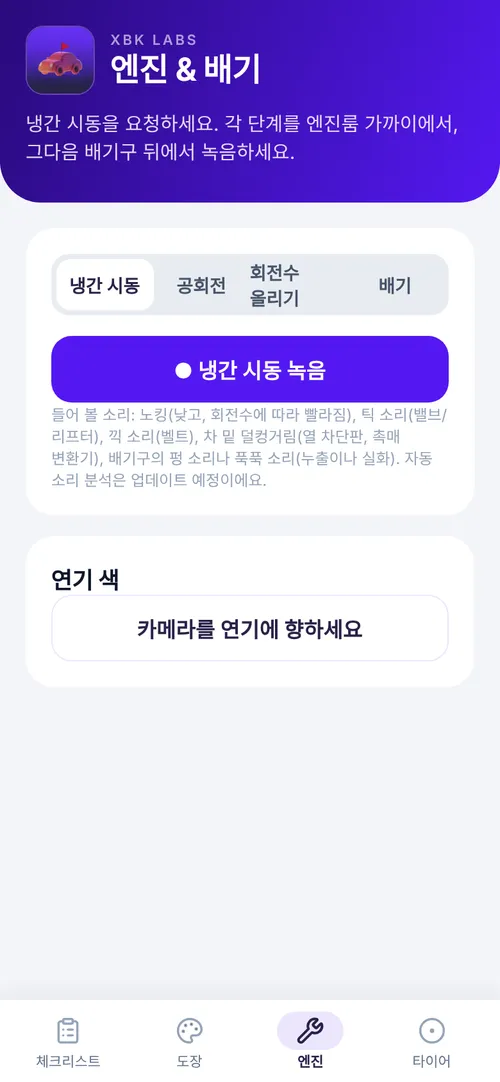 XBK LABS
엔진 & 배기
냉간 시동을 요청하세요. 각 단계를 엔진룸 가까이에서,
그다음 배기구 뒤에서 녹음하세요.
냉간 시동
공회전
회전수
올리기
배기
냉간 시동 녹음
들어 볼 소리: 노킹(낮고, 회전수에 따라 빨라짐), 틱 소리(밸브/
리프터), 끽 소리(벨트), 차 밑 덜컹거림(열 차단판, 촉매
변환기), 배기구의 펑 소리나 푹푹 소리(누출이나 실화). 자동
소리 분석은 업데이트 예정이에요.
연기 색
카메라를 연기에 향하세요
체크리스트
도장
엔진
타이어